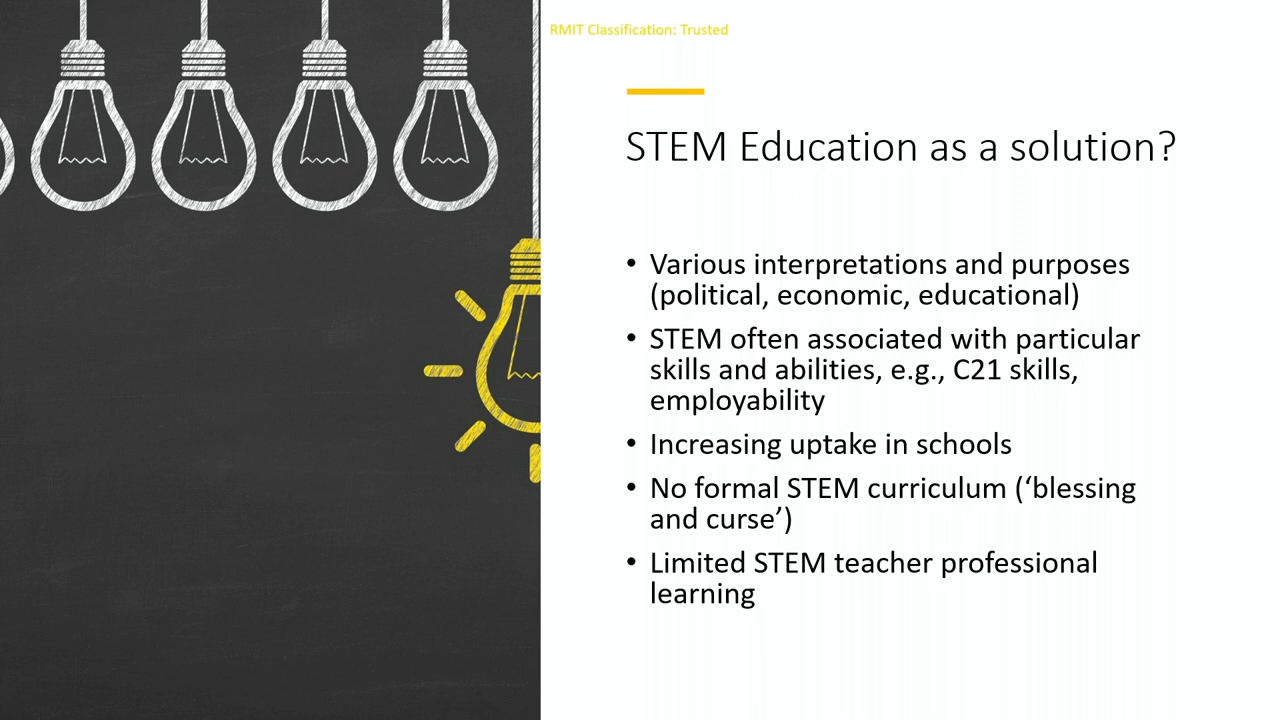 RMIT Classification: Trusted
STEM Education as a solution?
• Various interpretations and purposes
(political, economic, educational)
• STEM often associated with particular
skills and abilities, e.g., C21 skills,
employability
• Increasing uptake in schools
• No formal STEM curriculum (‘blessing
and curse’)
• Limited STEM teacher professional
learning